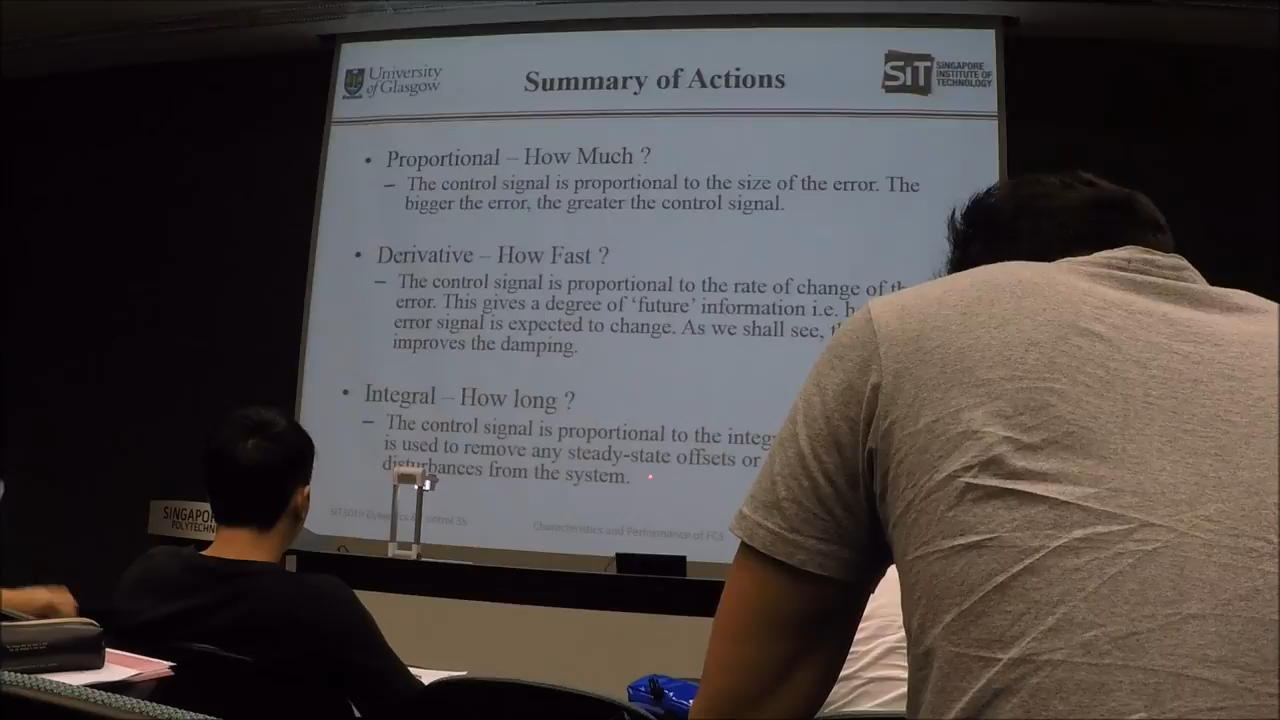 University
of Glasgow
Summary of Actions
SiT
SINGAPORE
INSTITUTE OF
TECHNOLOGY
• Proportional – How Much ?
– The control signal is proportional to the size of the error. The
bigger the error, the greater the control signal.
• Derivative – How Fast ?
– The control signal is proportional to the rate of change of
error. This gives a degree of ‘future’ information i.e.
error signal is expected to change. As we shall see,
improves the damping.
• Integral – How long ?
– The control signal is proportional to the
is used to remove any steady-state offsets or
disturbances from the system.
Characteristics and Performance of FCS
SINGAPO
POLYTECHN